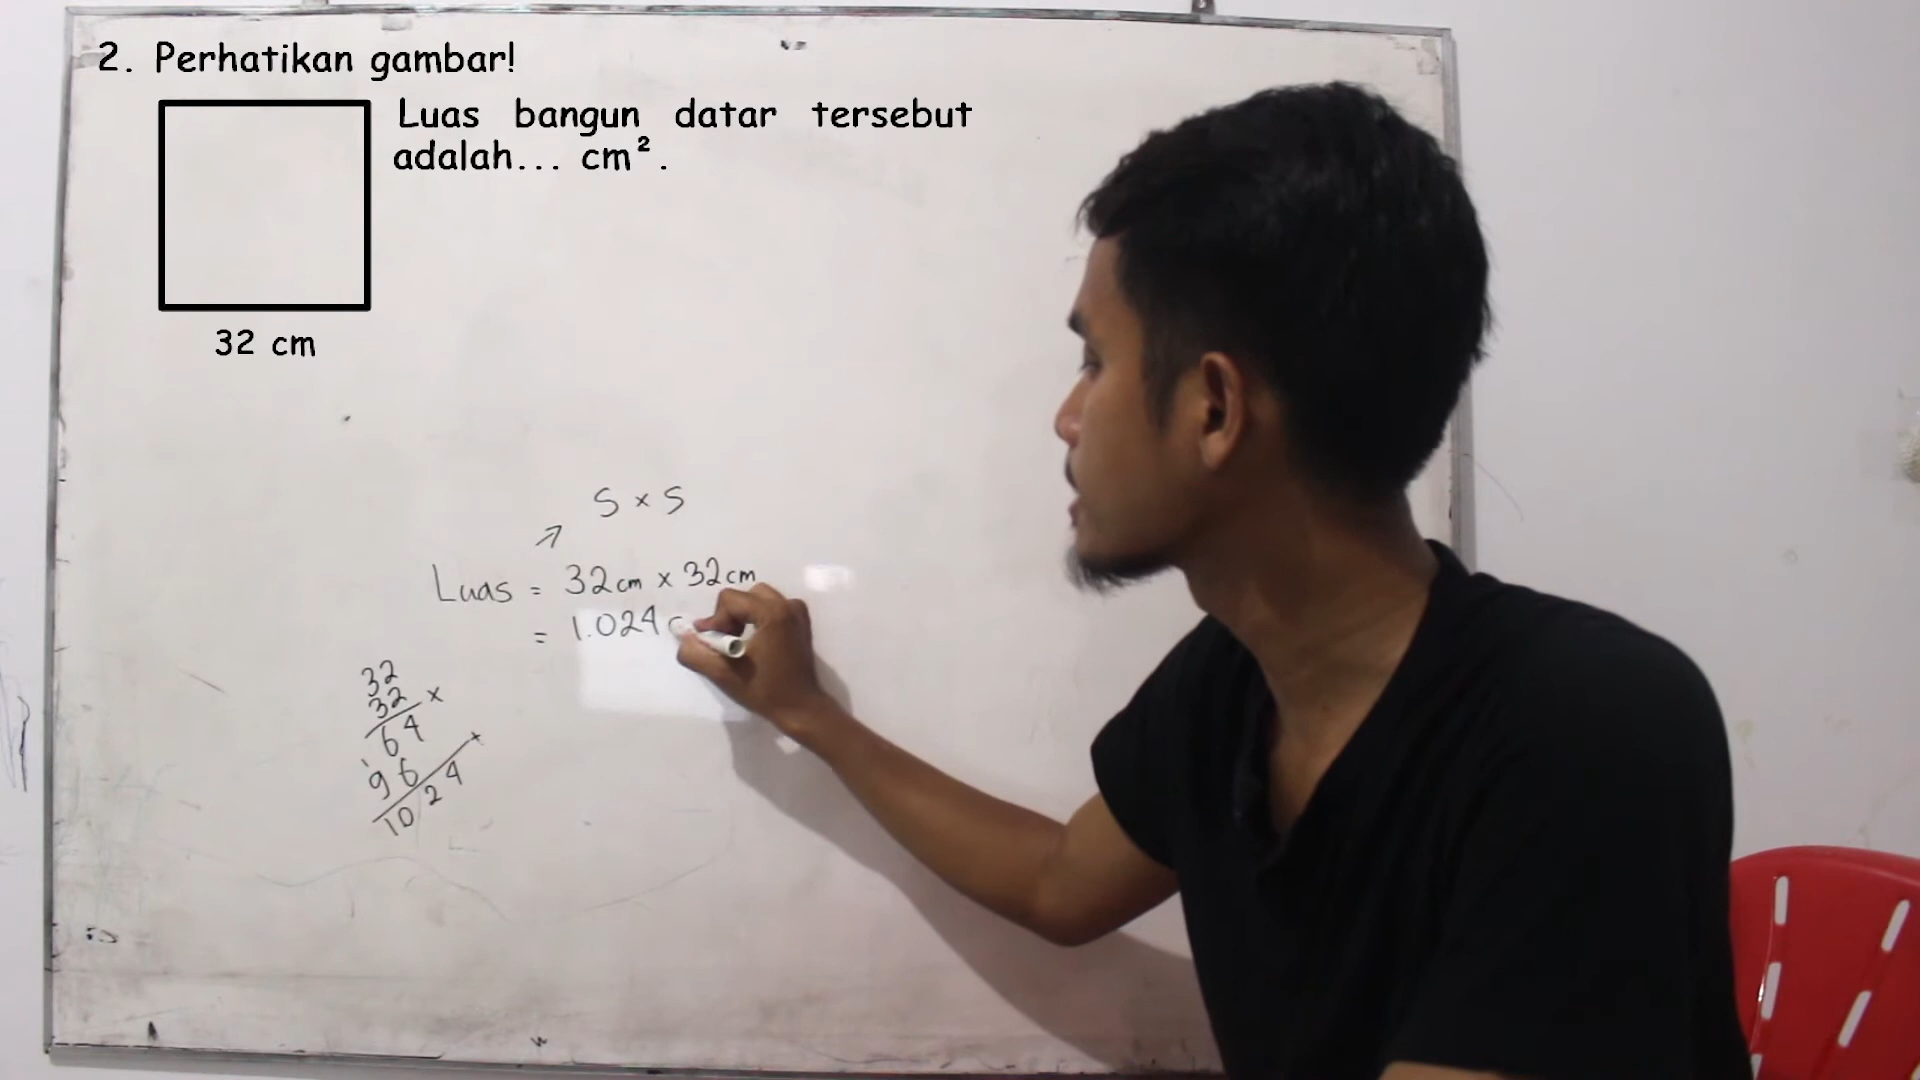 2. Perhatikan gambar!
Luas bangun datar tersebut
adalah... cm².
32 cm
S × S
Luas = 32cm × 32cm
= 1.024 c
32
32 ×
64
1
96 +
1024